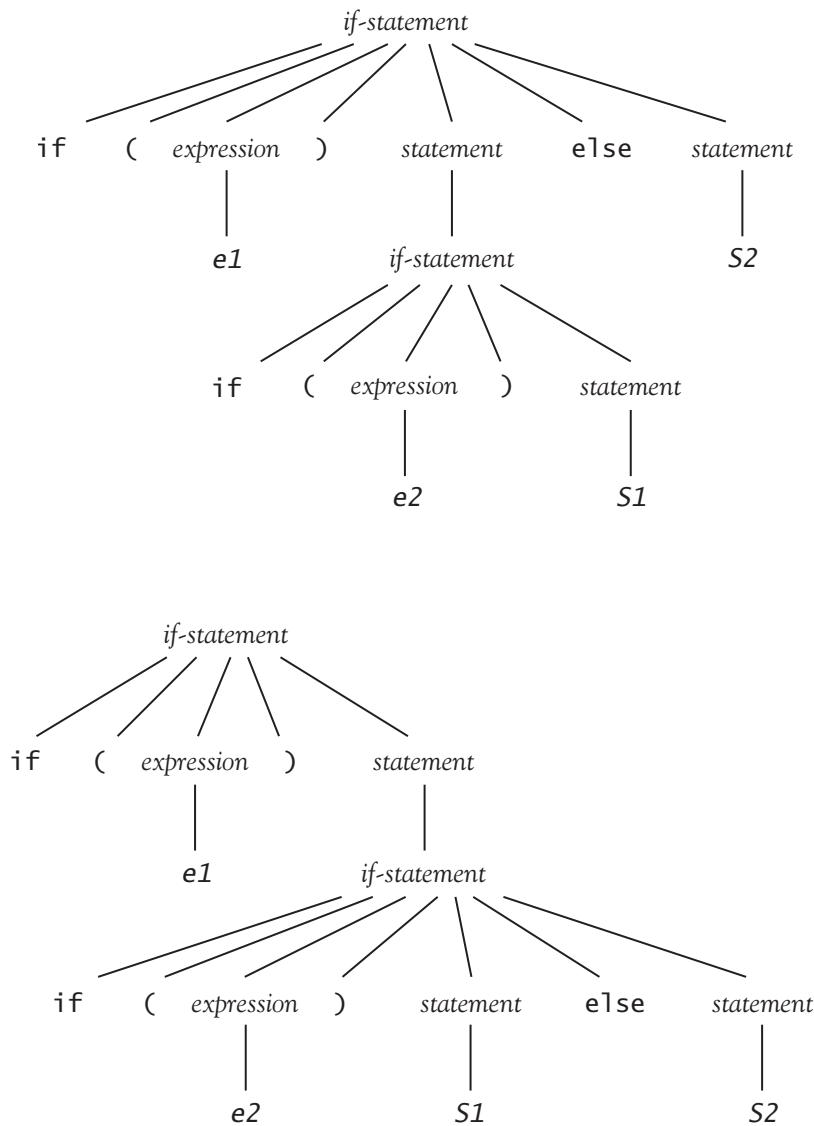 if-statement
if ( expression ) statement else statement
e1 if-statement S2
if ( expression ) statement
e2 S1
if-statement
if ( expression ) statement
e1 if-statement
if ( expression ) statement else statement
e2 S1 S2